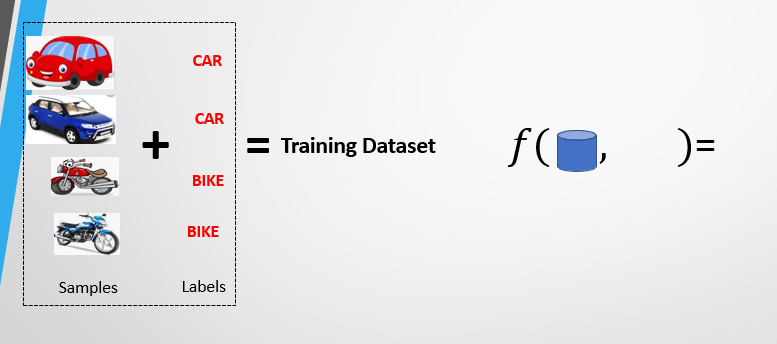 CAR
CAR
+
= Training Dataset
f( , )=
BIKE
BIKE
Samples
Labels